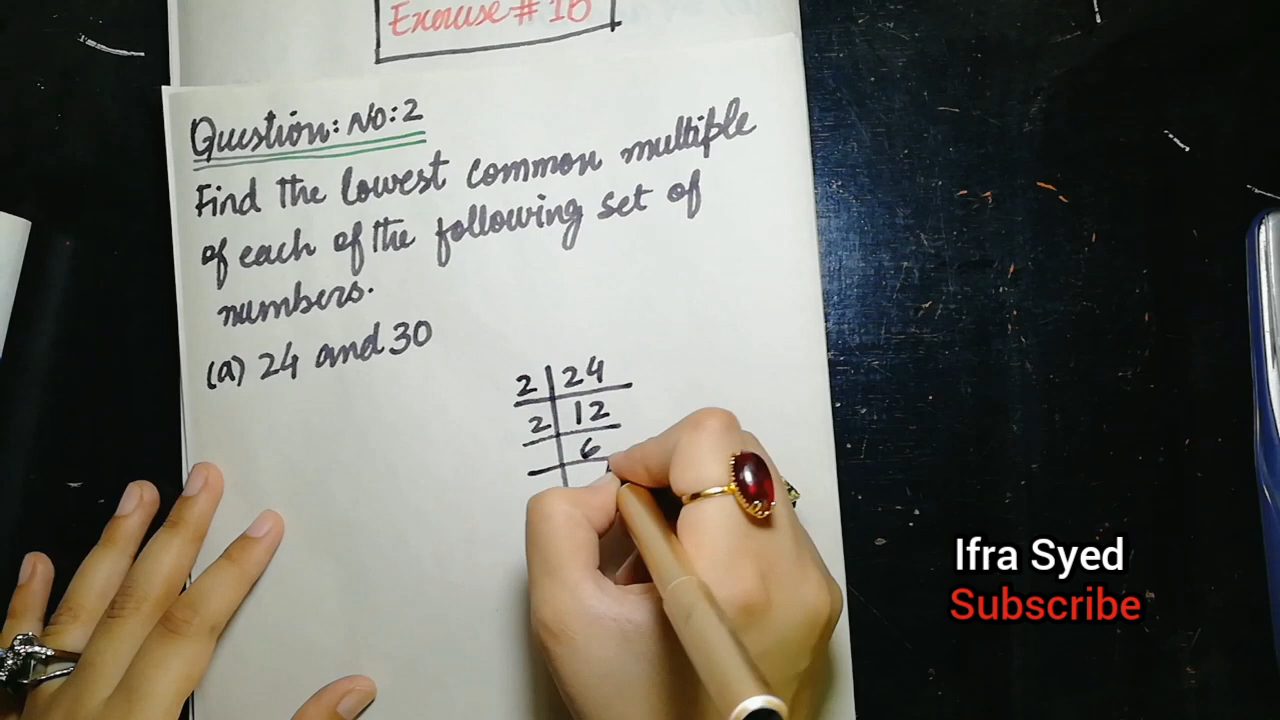 Exercise # 1B
Question: No: 2
Find the lowest common multiple
of each of the following set of
numbers.
(a) 24 and 30
2 24
2 12
6
Ifra Syed
Subscribe